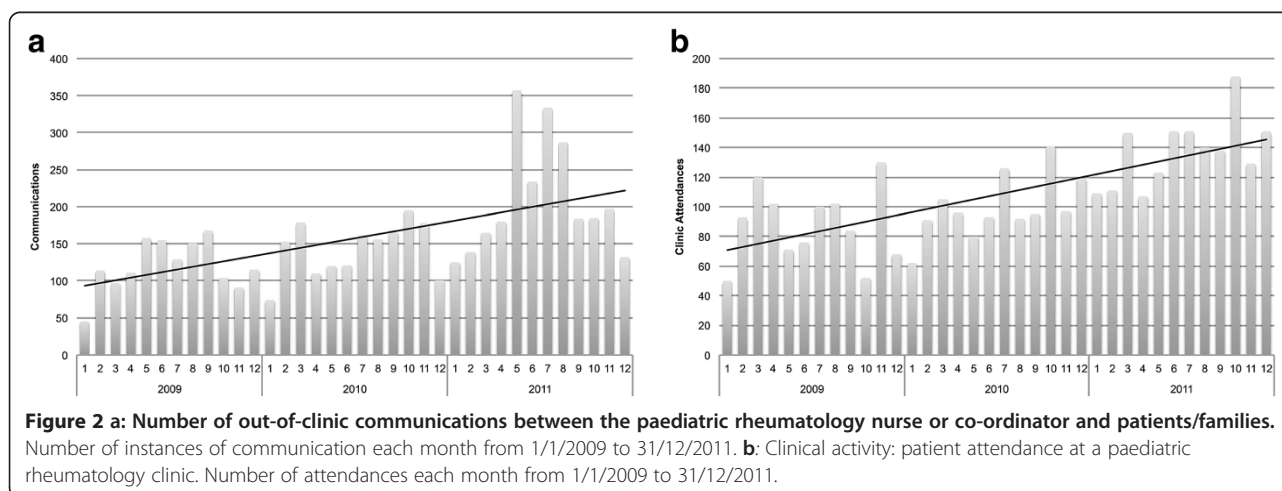 a
b
400
350
300
250
200
150
100
50
0
Communications
1 2 3 4 5 6 7 8 9 10 11 12 1 2 3 4 5 6 7 8 9 10 11 12 1 2 3 4 5 6 7 8 9 10 11 12
2009 2010 2011
200
180
160
140
120
100
80
60
40
20
0
Clinic Attendances
1 2 3 4 5 6 7 8 9 10 11 12 1 2 3 4 5 6 7 8 9 10 11 12 1 2 3 4 5 6 7 8 9 10 11 12
2009 2010 2011
Figure 2 a: Number of out-of-clinic communications between the paediatric rheumatology nurse or co-ordinator and patients/families.
Number of instances of communication each month from 1/1/2009 to 31/12/2011. b: Clinical activity: patient attendance at a paediatric
rheumatology clinic. Number of attendances each month from 1/1/2009 to 31/12/2011.